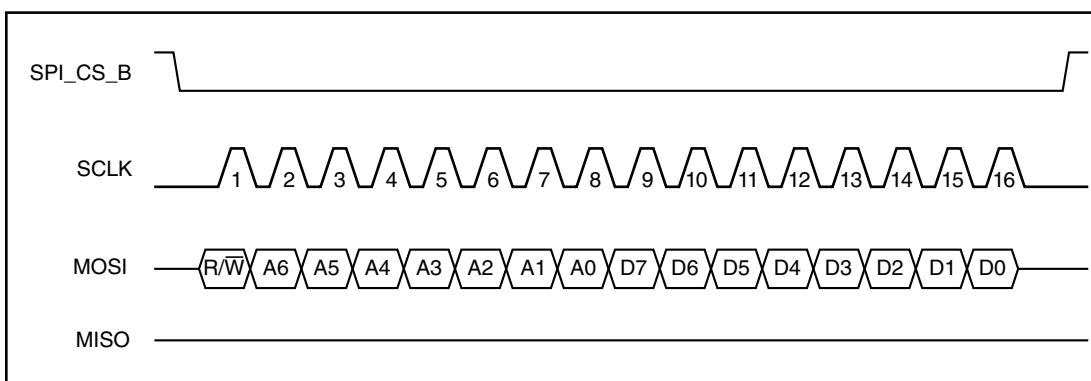 SPI_CS_B
SCLK 1 2 3 4 5 6 7 8 9 10 11 12 13 14 15 16
MOSI R/W̅ A6 A5 A4 A3 A2 A1 A0 D7 D6 D5 D4 D3 D2 D1 D0
MISO